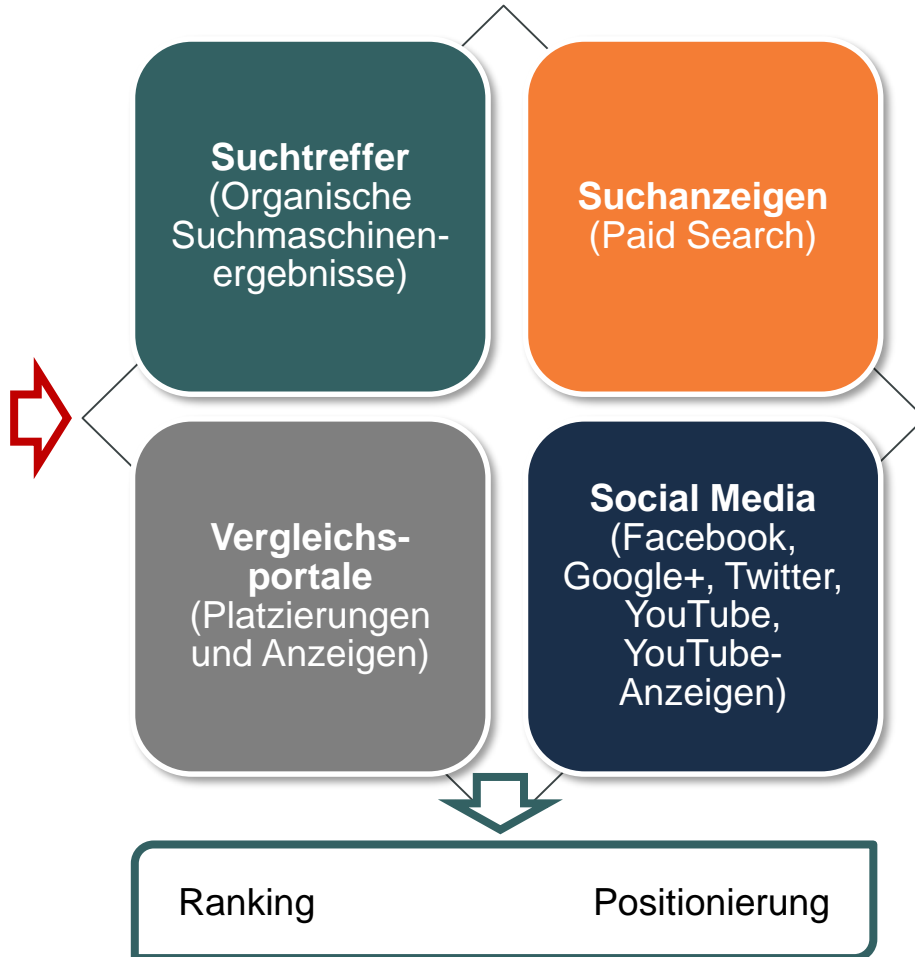 Suchtreffer
(Organische
Suchmaschinen-
ergebnisse)
Suchanzeigen
(Paid Search)
Vergleichs-
portale
(Platzierungen
und Anzeigen)
Social Media
(Facebook,
Google+, Twitter,
YouTube,
YouTube-
Anzeigen)
Ranking
Positionierung